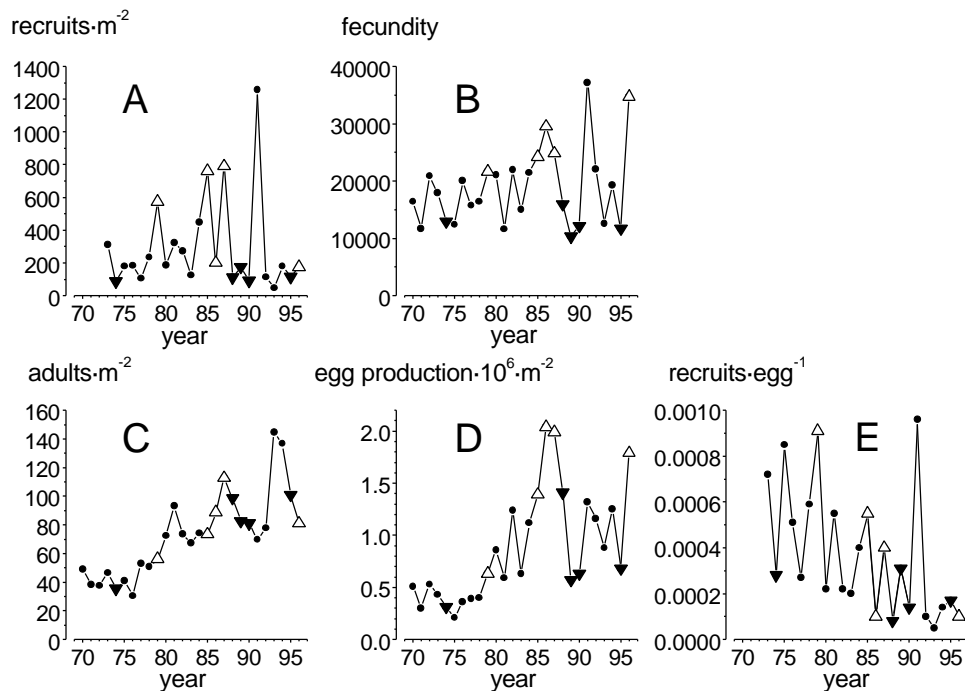 recruits·m⁻² fecundity
A B
1400 40000
1200
1000 30000
800
600 20000
400 10000
200
0 0
70 75 80 85 90 95 70 75 80 85 90 95
year year
adults·m⁻² egg production·10⁶·m⁻² recruits·egg⁻¹
C D E
160 2.0 0.0010
140
120 1.5 0.0008
100 0.0006
80 1.0
60 0.0004
40 0.5 0.0002
20
0 0.0 0.0000
70 75 80 85 90 95 70 75 80 85 90 95 70 75 80 85 90 95
year year year